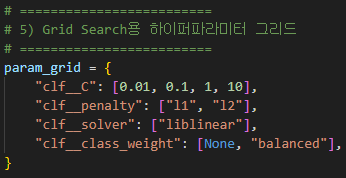 # =========================
# 5) Grid Search용 하이퍼파라미터 그리드
# =========================
param_grid = {
    "clf__C": [0.01, 0.1, 1, 10],
    "clf__penalty": ["l1", "l2"],
    "clf__solver": ["liblinear"],
    "clf__class_weight": [None, "balanced"],
}